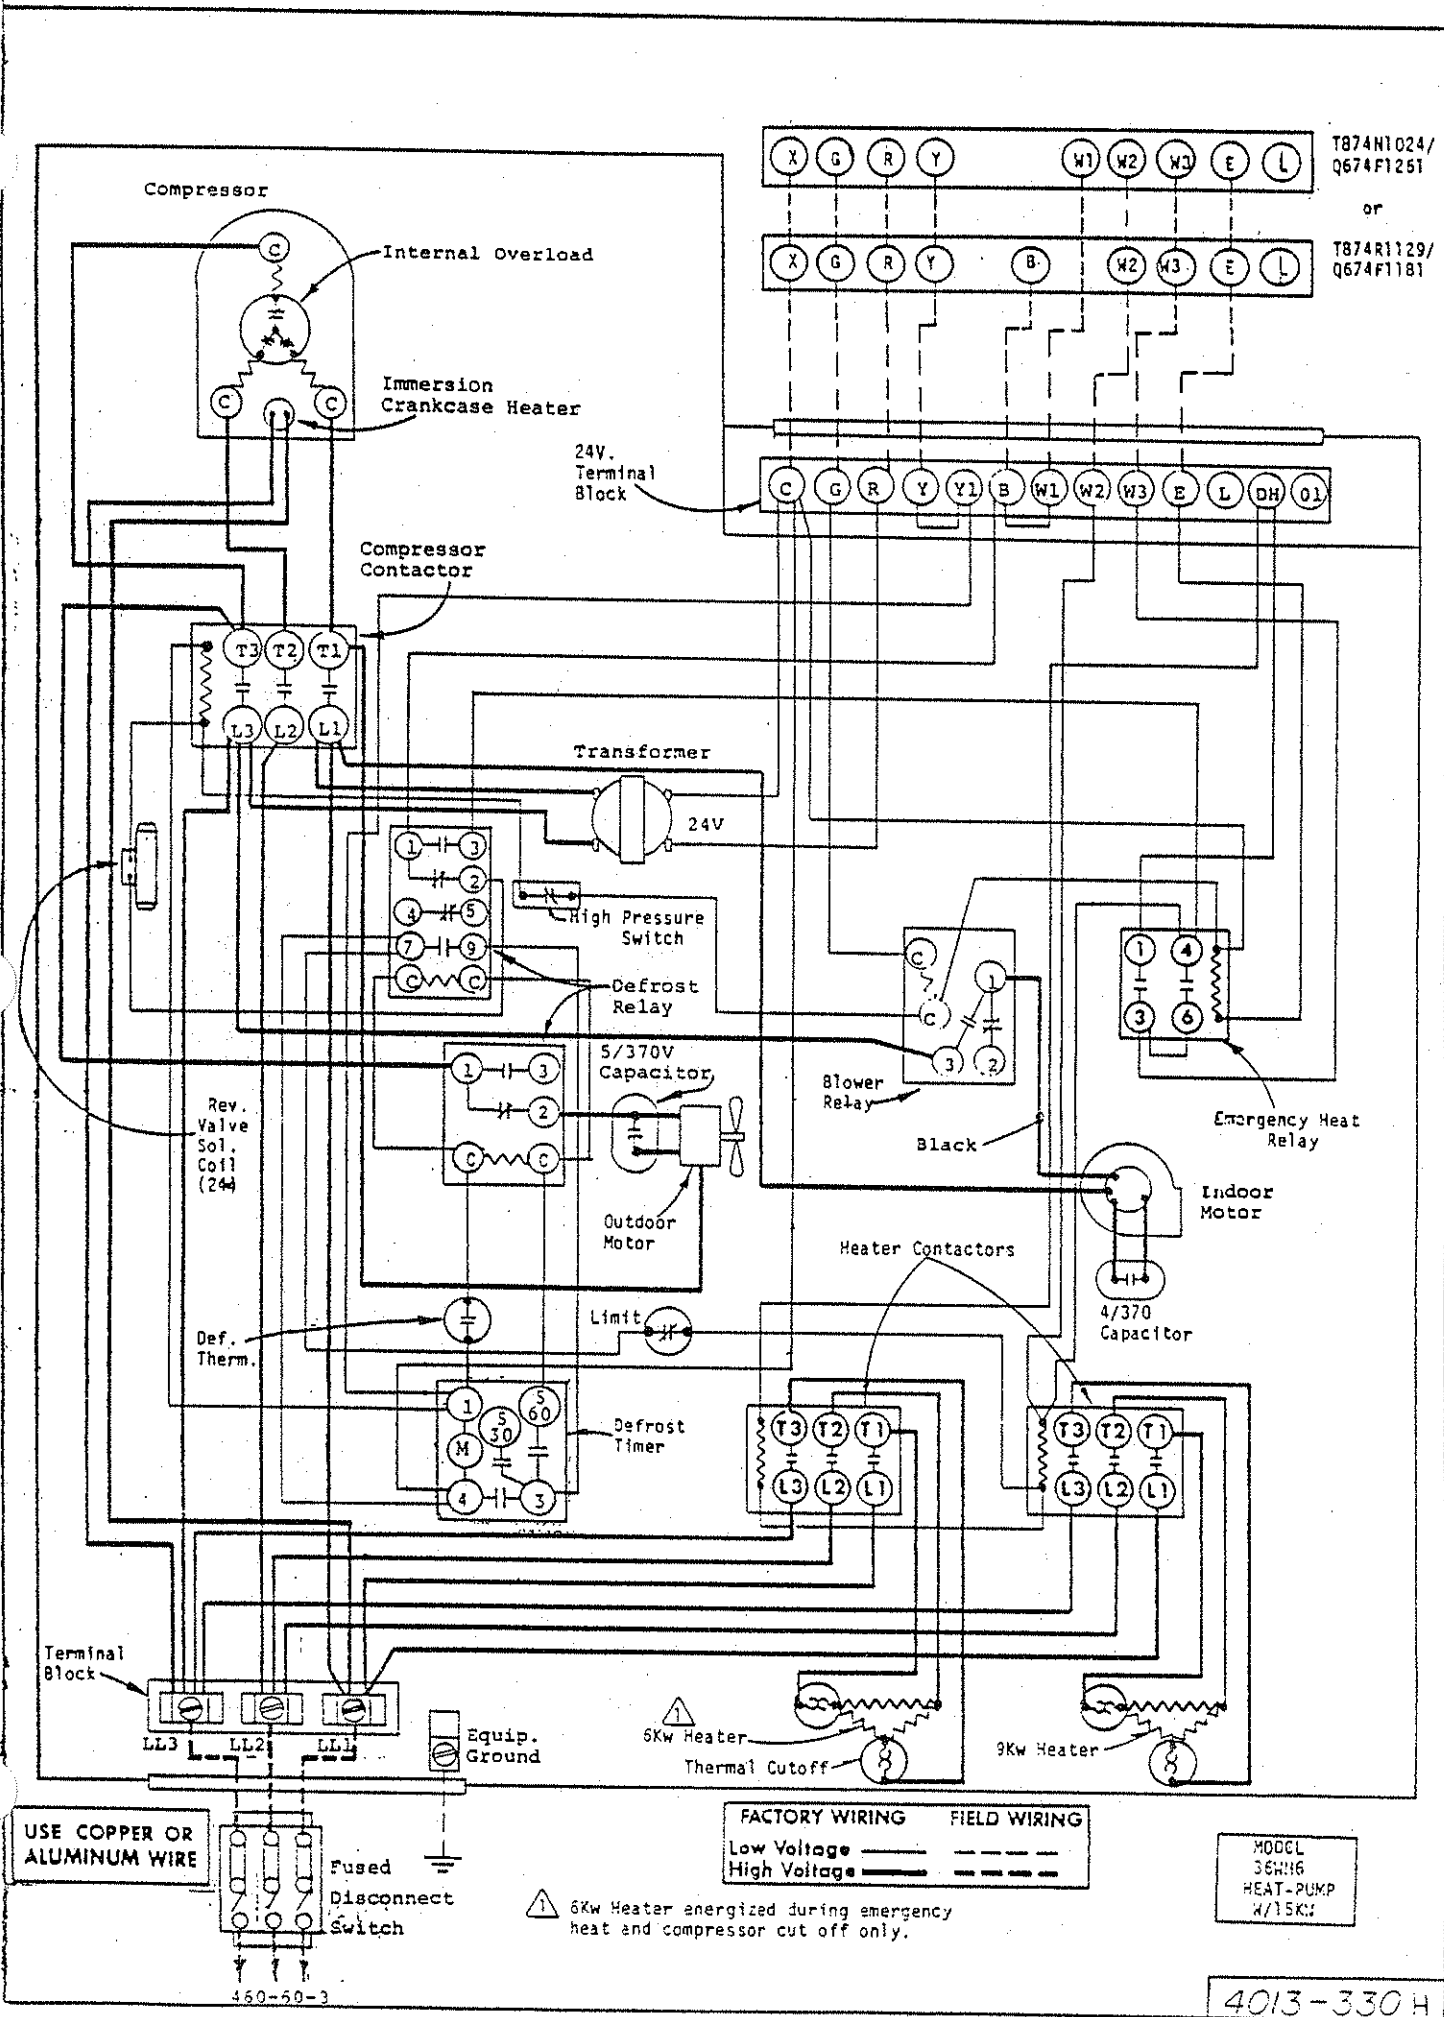 X G R Y W1 W2 W3 E L
T874N1024/
Q674F1261
or
X G R Y B W2 W3 E L
T874R1129/
Q674F1181
Compressor
C
Internal Overload
C C
Immersion
Crankcase Heater
24V.
Terminal
Block
C G R Y Y1 B W1 W2 W3 E L DH O1
Compressor
Contactor
T3 T2 T1
L3 L2 L1
Transformer
24V
1 3
2
4 5
7 9
C C
High Pressure
Switch
Defrost
Relay
C 1
C
3 2
Blower
Relay
1 4
3 6
Emergency Heat
Relay
1 3
2
C C
5/370V
Capacitor
Black
Rev.
Valve
Sol.
Coil
Outdoor
Motor
Indoor
Motor
Heater Contactors
4/370
Capacitor
Limit
Def.
Therm.
1 S 30 S 60
M
4 3
Defrost
Timer
T3 T2 T1
L3 L2 L1
T3 T2 T1
L3 L2 L1
Terminal
Block
LL3 LL2 LL1
Equip.
Ground
1
6Kw Heater
Thermal Cutoff
9Kw Heater
USE COPPER OR
ALUMINUM WIRE
Fused
Disconnect
Switch
460-60-3
FACTORY WIRING FIELD WIRING
Low Voltage
High Voltage
1 6Kw Heater energized during emergency
heat and compressor cut off only.
MODEL
HEAT-PUMP
4013-330 H